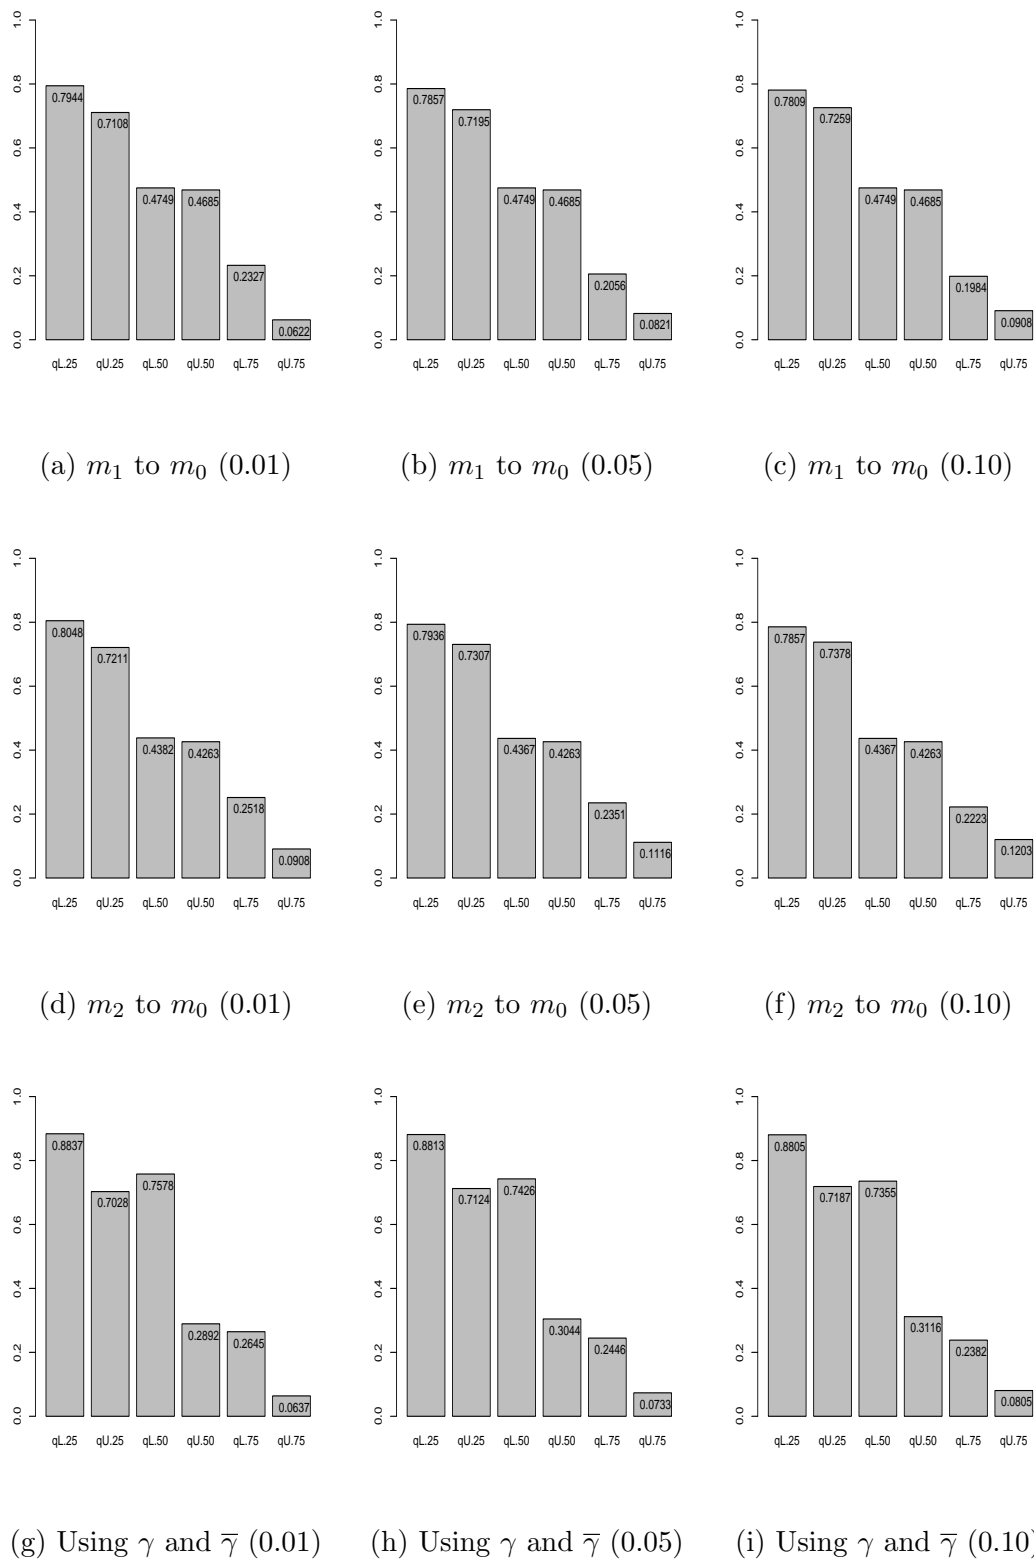 1.0 1.0 1.0
0.8 0.8 0.8
0.7944 0.7857 0.7809
0.7108 0.7195 0.7259
0.6 0.6 0.6
0.4749 0.4685 0.4749 0.4685 0.4749 0.4685
0.4 0.4 0.4
0.2327 0.2056 0.1984
0.2 0.2 0.2
0.0622 0.0821 0.0908
0.0 0.0 0.0
qL.25 qU.25 qL.50 qU.50 qL.75 qU.75 qL.25 qU.25 qL.50 qU.50 qL.75 qU.75 qL.25 qU.25 qL.50 qU.50 qL.75 qU.75
(a) m₁ to m₀ (0.01) (b) m₁ to m₀ (0.05) (c) m₁ to m₀ (0.10)
1.0 1.0 1.0
0.8 0.8 0.8
0.8048 0.7936 0.7857
0.7211 0.7307 0.7378
0.6 0.6 0.6
0.4382 0.4263 0.4367 0.4263 0.4367 0.4263
0.4 0.4 0.4
0.2518 0.2351 0.2223
0.2 0.2 0.2
0.0908 0.1116 0.1203
0.0 0.0 0.0
qL.25 qU.25 qL.50 qU.50 qL.75 qU.75 qL.25 qU.25 qL.50 qU.50 qL.75 qU.75 qL.25 qU.25 qL.50 qU.50 qL.75 qU.75
(d) m₂ to m₀ (0.01) (e) m₂ to m₀ (0.05) (f) m₂ to m₀ (0.10)
1.0 1.0 1.0
0.8837 0.8813 0.8805
0.8 0.8 0.8
0.7028 0.7578 0.7124 0.7426 0.7187 0.7355
0.6 0.6 0.6
0.4 0.4 0.4
0.2892 0.2645 0.3044 0.2446 0.3116 0.2382
0.2 0.2 0.2
0.0637 0.0733 0.0805
0.0 0.0 0.0
qL.25 qU.25 qL.50 qU.50 qL.75 qU.75 qL.25 qU.25 qL.50 qU.50 qL.75 qU.75 qL.25 qU.25 qL.50 qU.50 qL.75 qU.75
(g) Using γ and γ̅ (0.01) (h) Using γ and γ̅ (0.05) (i) Using γ and γ̅ (0.10)